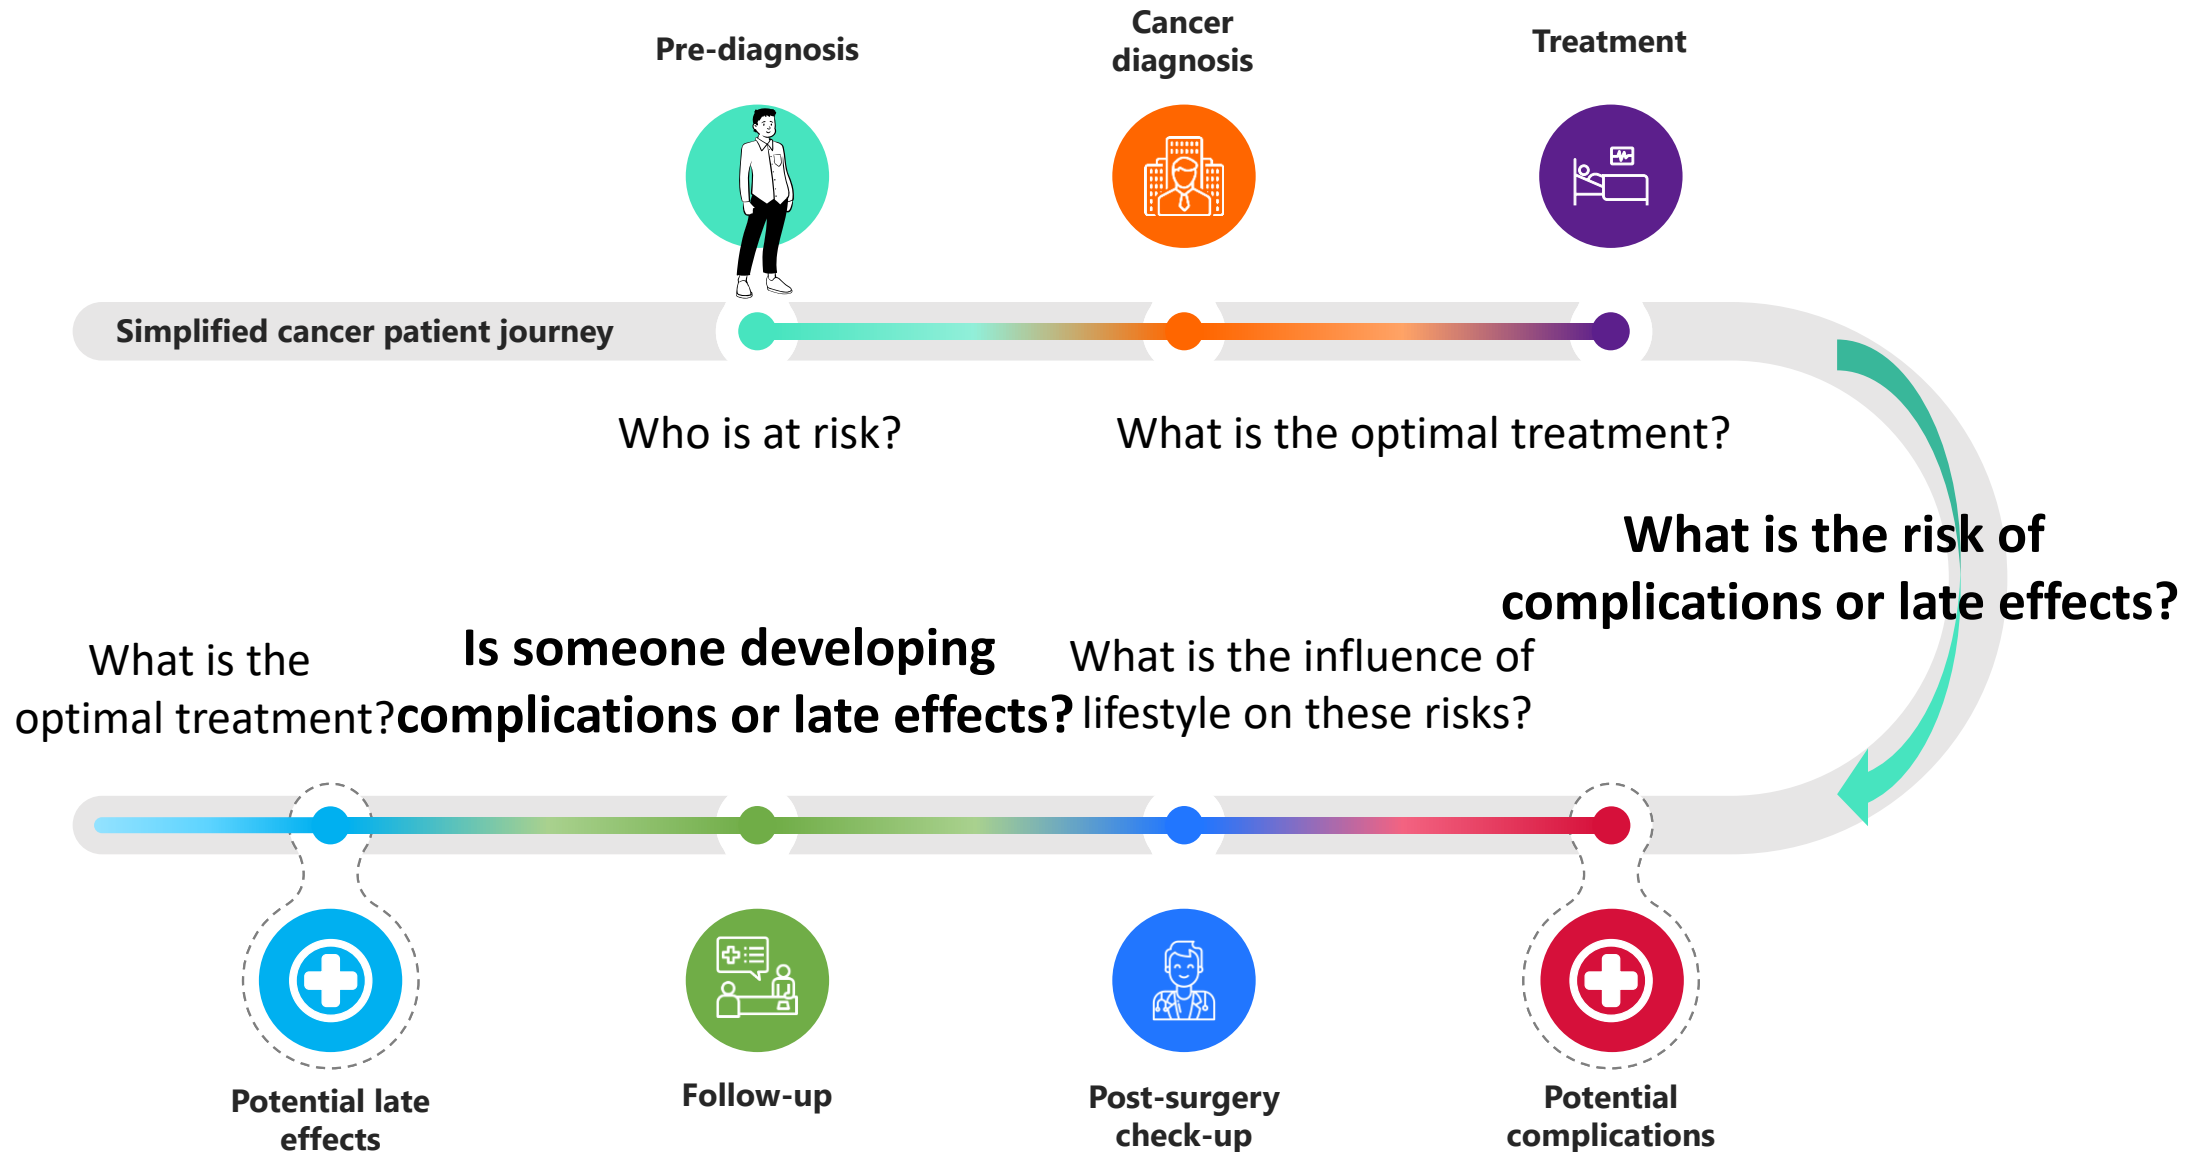 Pre-diagnosis
Cancer
diagnosis
Treatment
Simplified cancer patient journey
Who is at risk?
What is the optimal treatment?
What is the risk of
complications or late effects?
What is the
optimal treatment?
Is someone developing
complications or late effects?
What is the influence of
lifestyle on these risks?
Potential late
effects
Follow-up
Post-surgery
check-up
Potential
complications